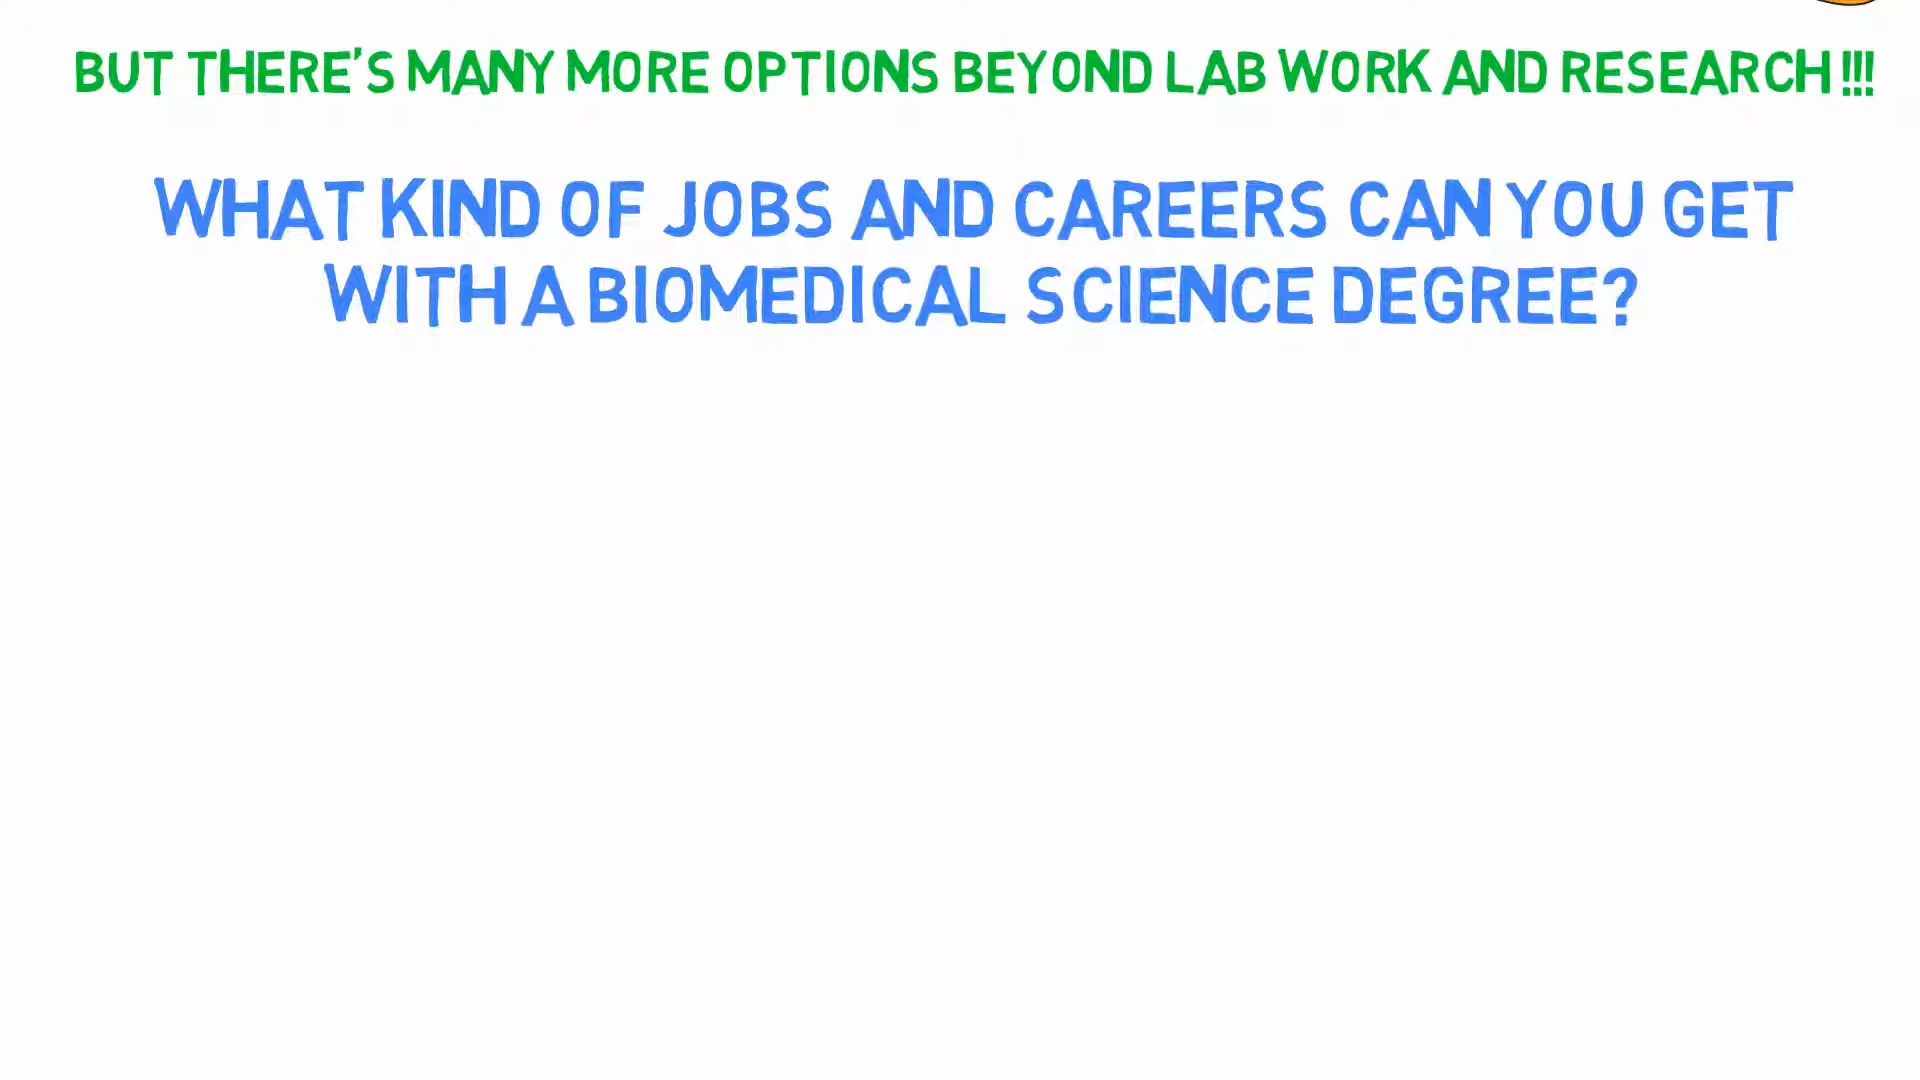 BUT THERE'S MANY MORE OPTIONS BEYOND LAB WORK AND RESEARCH!!!
WHAT KIND OF JOBS AND CAREERS CAN YOU GET
WITH A BIOMEDICAL SCIENCE DEGREE?